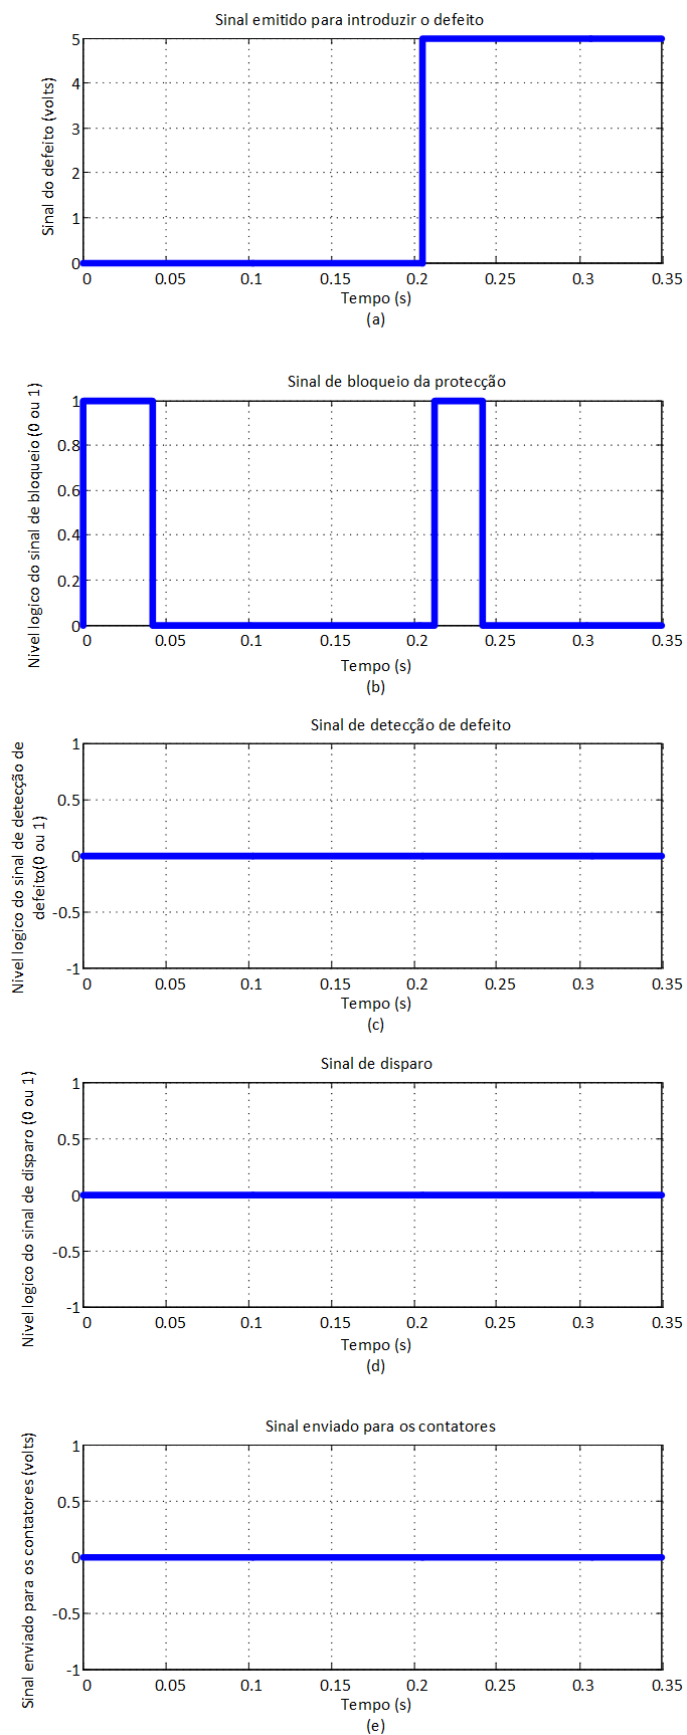 Sinal emitido para introduzir o defeito
Sinal do defeito (volts)
5
4
3
2
1
0
0 0.05 0.1 0.15 0.2 0.25 0.3 0.35
Tempo (s)
(a)
Sinal de bloqueio da protecção
Nivel logico do sinal de bloqueio (0 ou 1)
1
0.8
0.6
0.4
0.2
0
0 0.05 0.1 0.15 0.2 0.25 0.3 0.35
Tempo (s)
(b)
Sinal de detecção de defeito
Nivel logico do sinal de detecção de
defeito(0 ou 1)
1
0.5
0
-0.5
-1
0 0.05 0.1 0.15 0.2 0.25 0.3 0.35
Tempo (s)
(c)
Sinal de disparo
Nivel logico do sinal de disparo (0 ou 1)
1
0.5
0
-0.5
-1
0 0.05 0.1 0.15 0.2 0.25 0.3 0.35
Tempo (s)
(d)
Sinal enviado para os contatores
Sinal enviado para os contatores (volts)
1
0.5
0
-0.5
-1
0 0.05 0.1 0.15 0.2 0.25 0.3 0.35
Tempo (s)
(e)